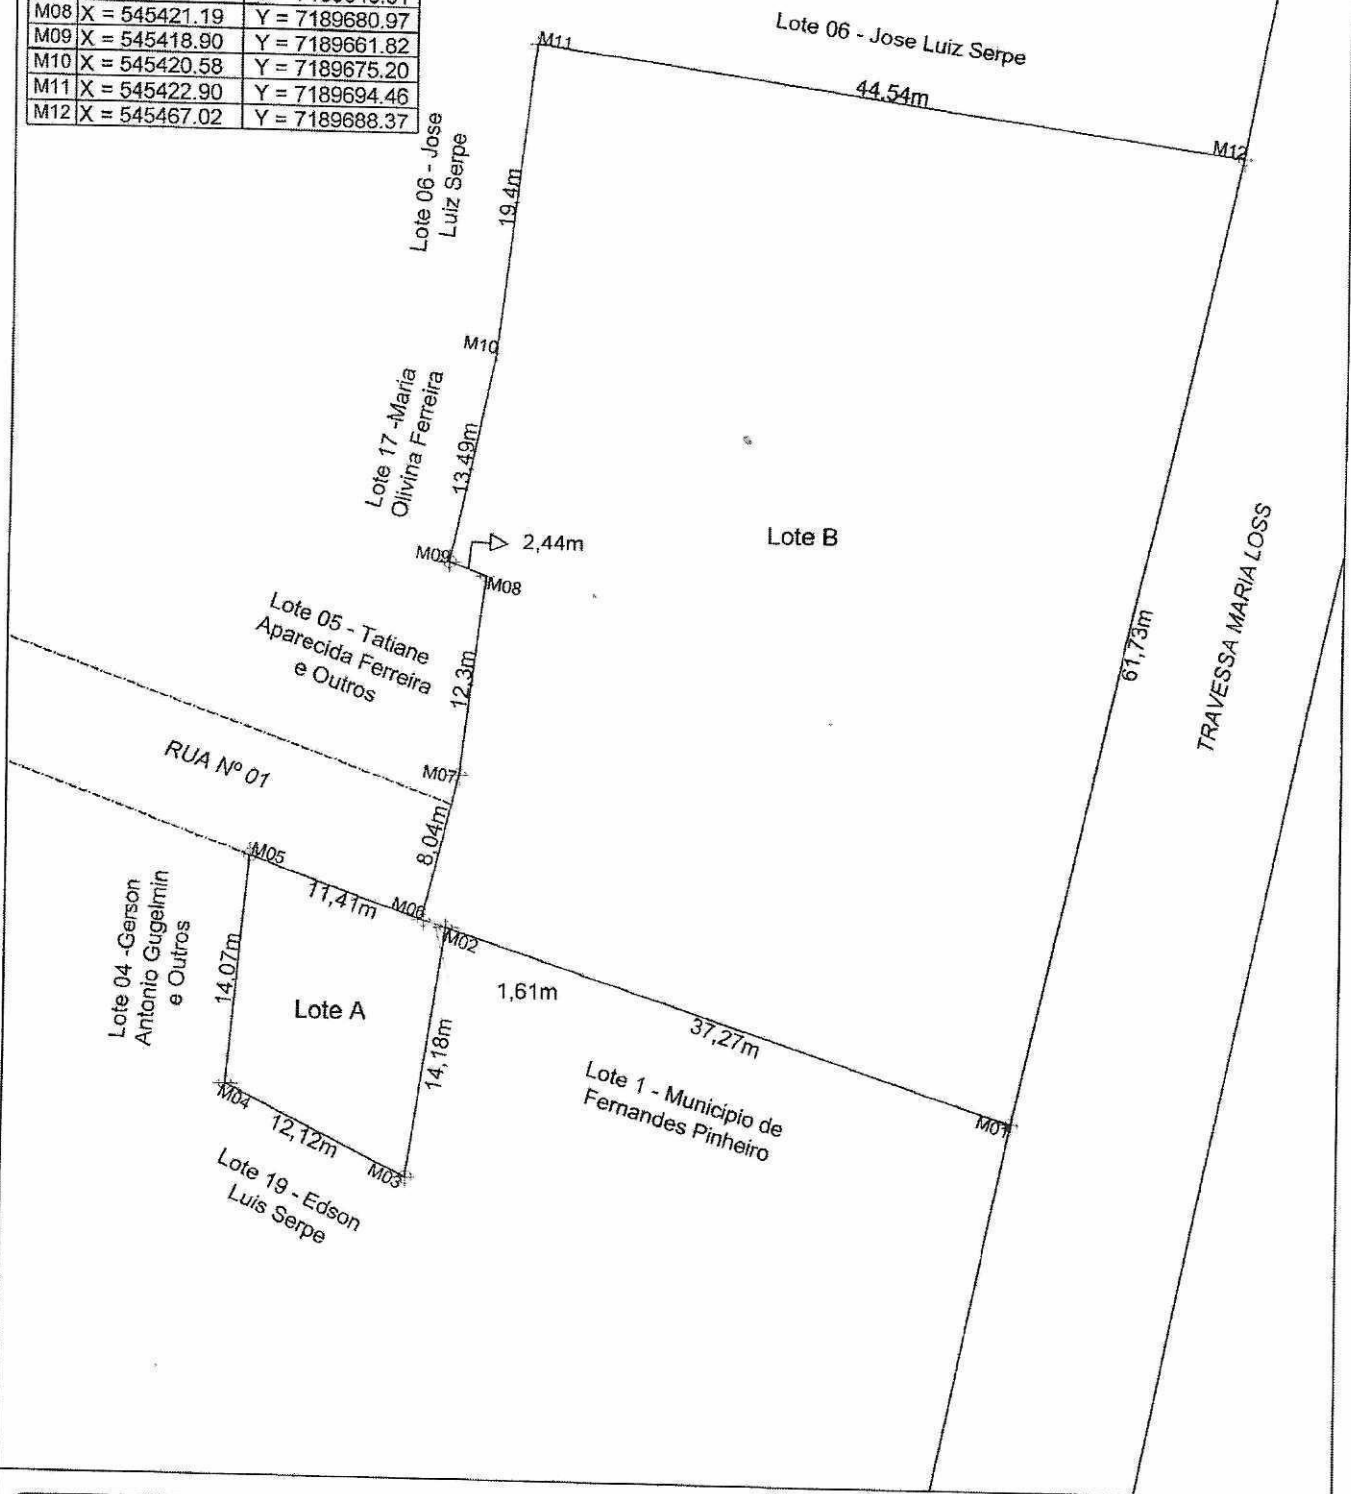 M08 X = 545421.19 Y = 7189680.97
M09 X = 545418.90 Y = 7189661.82
M10 X = 545420.58 Y = 7189675.20
M11 X = 545422.90 Y = 7189694.46
M12 X = 545467.02 Y = 7189688.37
Lote 06 - Jose Luiz Serpe
M11
44.54m
M12
Lote 06 - Jose
Luiz Serpe
19,4m
M10
Lote 17 -Maria
Olivina Ferreira
13,49m
M09
2,44m
M08
Lote B
Lote 05 - Tatiane
Aparecida Ferreira
e Outros
12,3m
61,73m
TRAVESSA MARIA LOSS
RUA Nº 01
M07
8,04m
M05
11,41m
M06
M02
Lote 04 -Gerson
Antonio Gugelmin
e Outros
14,07m
Lote A
14,18m
1,61m
37,27m
Lote 1 - Municipio de
Fernandes Pinheiro
M01
M04
12,12m
M03
Lote 19 - Edson
Luis Serpe